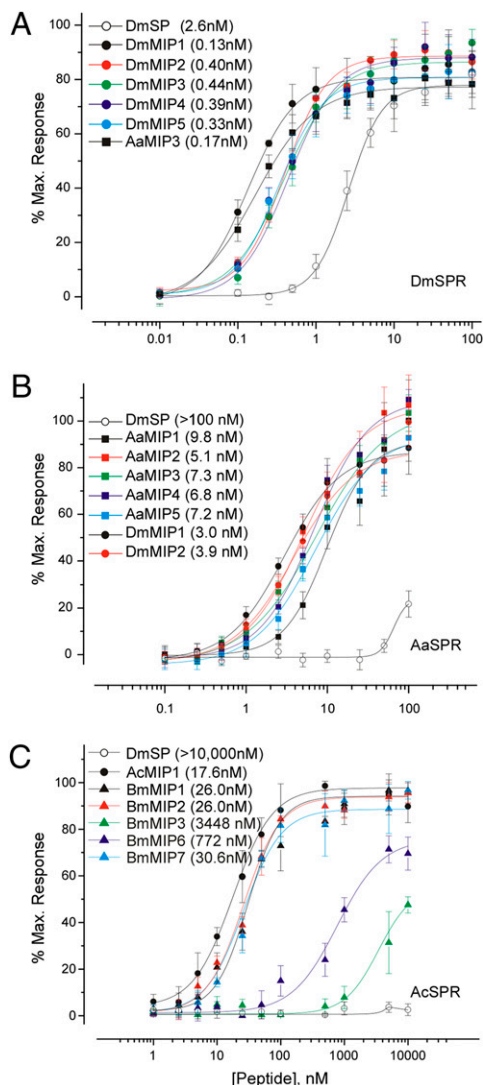 A
DmSP (2.6nM)
DmMIP1 (0.13nM)
DmMIP2 (0.40nM)
DmMIP3 (0.44nM)
DmMIP4 (0.39nM)
DmMIP5 (0.33nM)
AaMIP3 (0.17nM)
% Max. Response
100
80
60
40
20
0
DmSPR
0.01 0.1 1 10 100
B
DmSP (>100 nM)
AaMIP1 (9.8 nM)
AaMIP2 (5.1 nM)
AaMIP3 (7.3 nM)
AaMIP4 (6.8 nM)
AaMIP5 (7.2 nM)
DmMIP1 (3.0 nM)
DmMIP2 (3.9 nM)
% Max. Response
100
80
60
40
20
0
AaSPR
0.1 1 10 100
C
DmSP (>10,000nM)
AcMIP1 (17.6nM)
BmMIP1 (26.0nM)
BmMIP2 (26.0nM)
BmMIP3 (3448 nM)
BmMIP6 (772 nM)
BmMIP7 (30.6nM)
% Max. Response
100
80
60
40
20
0
AcSPR
1 10 100 1000 10000
[Peptide], nM